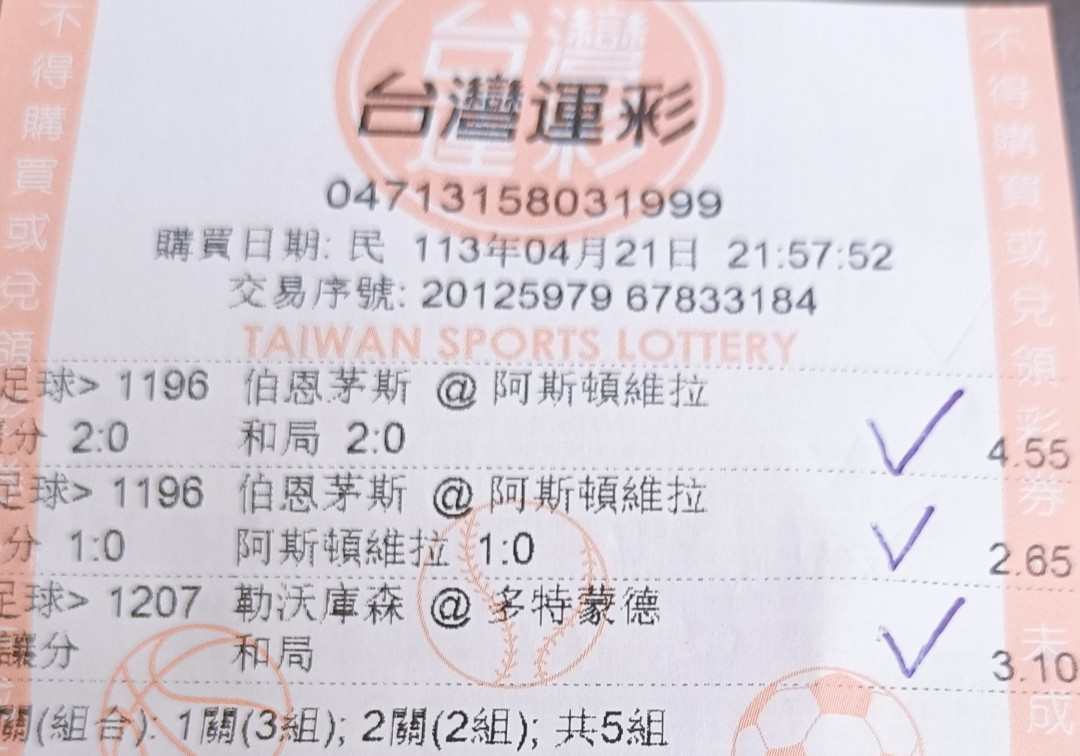 台灣運彩
04713158031999
購買日期: 民 113年04月21日 21:57:52
交易序號: 20125979 67833184
TAIWAN SPORTS LOTTERY
足球> 1196 伯恩茅斯 @ 阿斯頓維拉
分 2:0 和局 2:0 4.55
足球> 1196 伯恩茅斯 @ 阿斯頓維拉
分 1:0 阿斯頓維拉 1:0 2.65
足球> 1207 勒沃庫森 @ 多特蒙德
讓分 和局 3.10
關(組合): 1關(3組); 2關(2組); 共5組
不得購買或兌領
不得購買或兌領彩券
未成